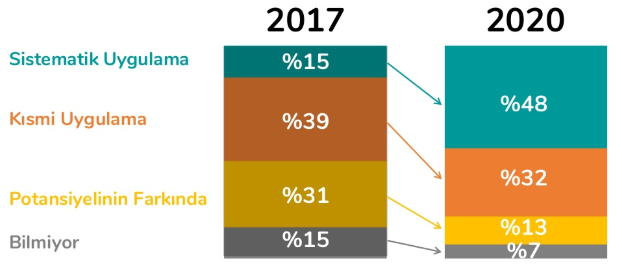 2017 2020
Sistematik Uygulama %15 %48
Kısmi Uygulama %39 %32
Potansiyelinin Farkında %31 %13
Bilmiyor %15 %7